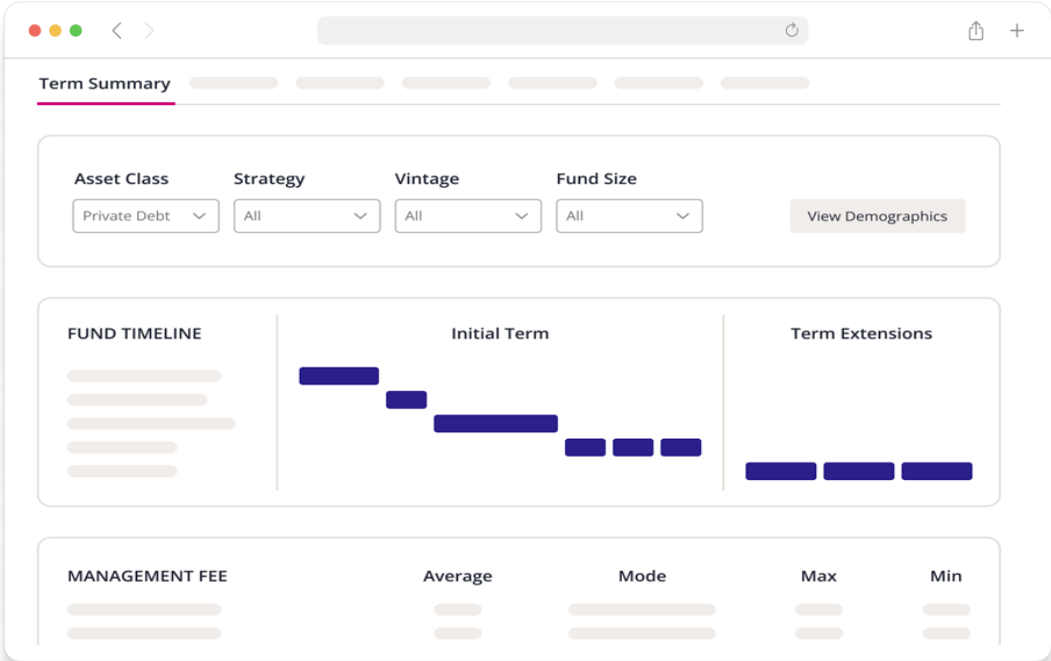 Term Summary
Asset Class Strategy Vintage Fund Size
Private Debt All All All View Demographics
FUND TIMELINE Initial Term Term Extensions
MANAGEMENT FEE Average Mode Max Min